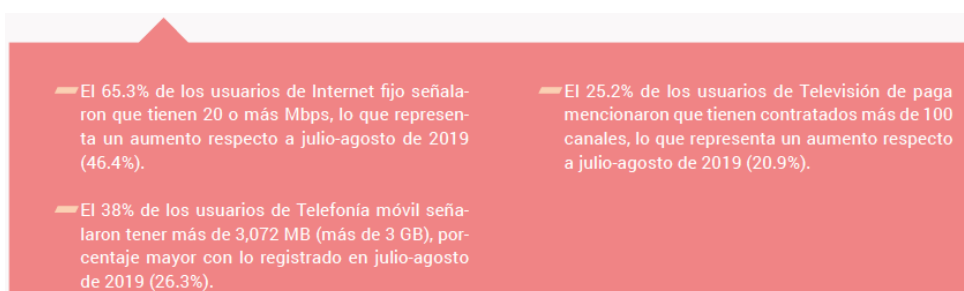 El 65.3% de los usuarios de Internet fijo señala-
ron que tienen 20 o más Mbps, lo que represen-
ta un aumento respecto a julio-agosto de 2019
(46.4%).
El 38% de los usuarios de Telefonía móvil seña-
laron tener más de 3,072 MB (más de 3 GB), por-
centaje mayor con lo registrado en julio-agosto
de 2019 (26.3%).
El 25.2% de los usuarios de Televisión de paga
mencionaron que tienen contratados más de 100
canales, lo que representa un aumento respecto
a julio-agosto de 2019 (20.9%).